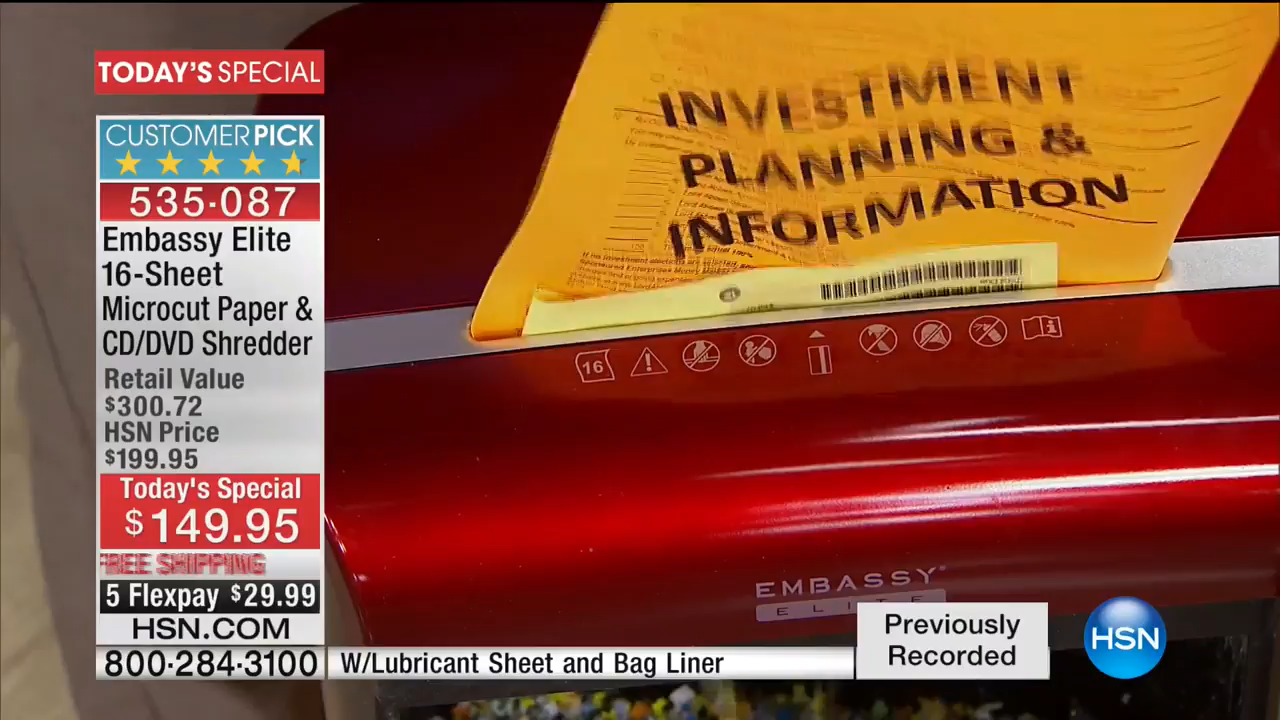 TODAY'S SPECIAL
CUSTOMER PICK
535-087
Embassy Elite
16-Sheet
Microcut Paper &
CD/DVD Shredder
Retail Value
$300.72
HSN Price
$199.95
Today's Special
$149.95
FREE SHIPPING
5 Flexpay $29.99
HSN.COM
800-284-3100
W/Lubricant Sheet and Bag Liner
INVESTMENT
PLANNING &
INFORMATION
16
EMBASSY
ELITE
Previously
Recorded
HSN